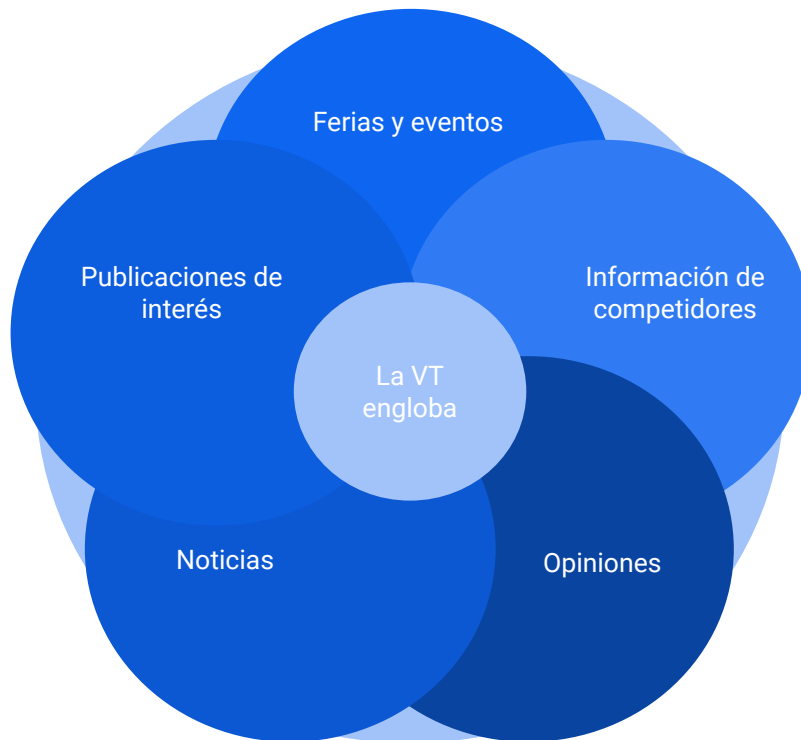 Ferias y eventos
Publicaciones de
interés
Información de
competidores
La VT
engloba
Noticias
Opiniones